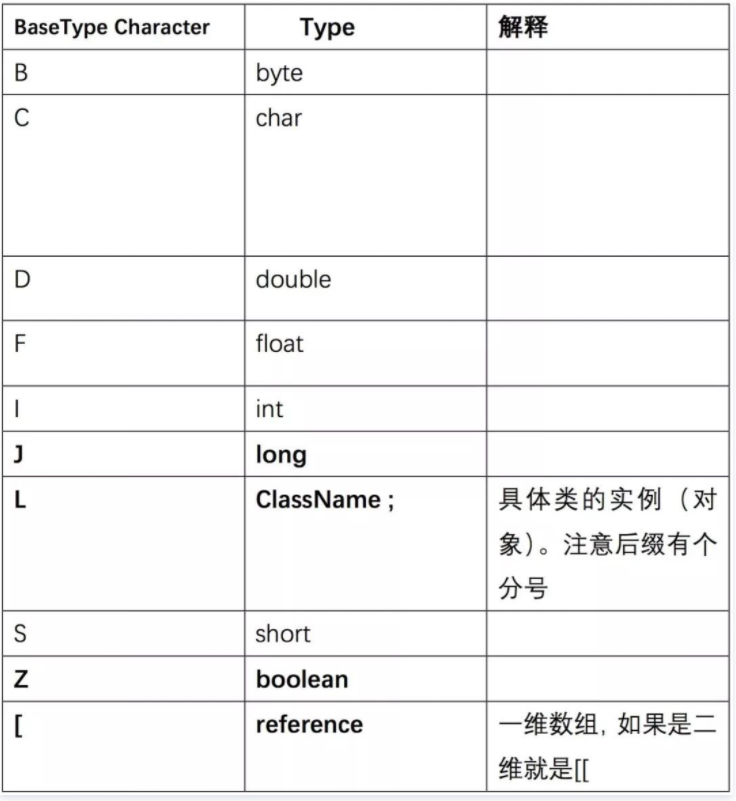 BaseType Character Type 解释
B byte
C char
D double
F float
I int
J long
L ClassName ; 具体类的实例（对
象）。注意后缀有个
分号
S short
Z boolean
[ reference 一维数组, 如果是二
维就是[[